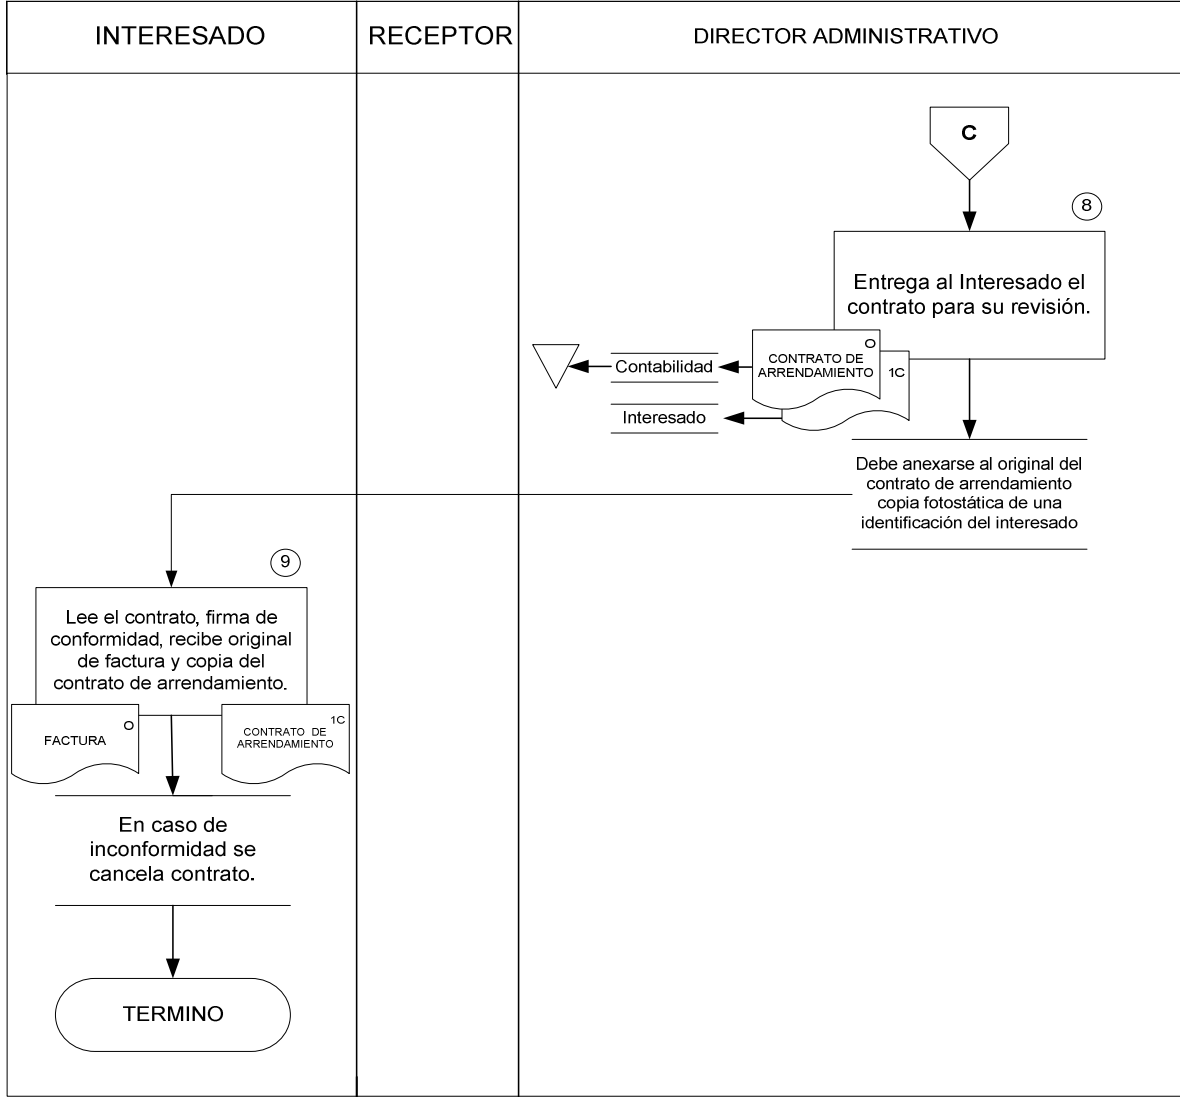 INTERESADO
RECEPTOR
DIRECTOR ADMINISTRATIVO
C
8
Entrega al Interesado el
contrato para su revisión.
O
CONTRATO DE
ARRENDAMIENTO
1C
Contabilidad
Interesado
Debe anexarse al original del
contrato de arrendamiento
copia fotostática de una
identificación del interesado
9
Lee el contrato, firma de
conformidad, recibe original
de factura y copia del
contrato de arrendamiento.
O
FACTURA
1C
CONTRATO DE
ARRENDAMIENTO
En caso de
inconformidad se
cancela contrato.
TERMINO